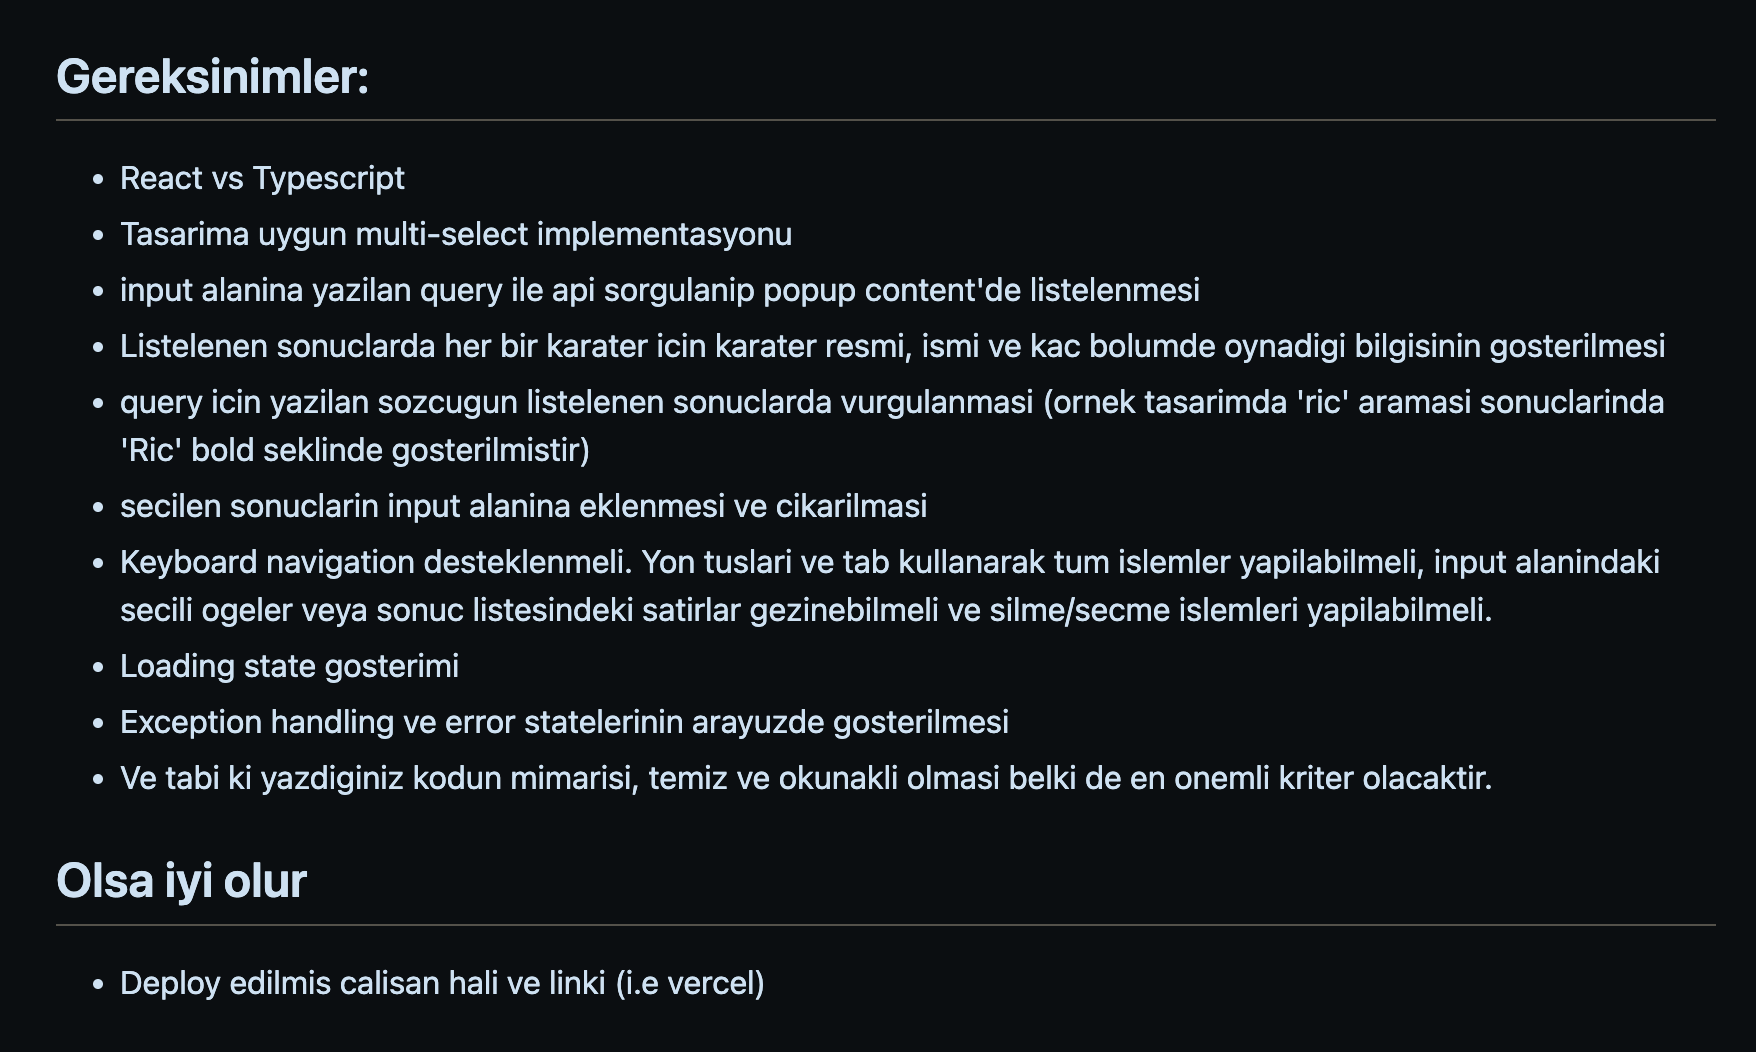 Gereksinimler:
React vs Typescript
Tasarima uygun multi-select implementasyonu
input alanina yazilan query ile api sorgulanip popup content'de listelenmesi
Listelenen sonuclarda her bir karater icin karater resmi, ismi ve kac bolumde oynadigi bilgisinin gosterilmesi
query icin yazilan sozcugun listelenen sonuclarda vurgulanmasi (ornek tasarimda 'ric' aramasi sonuclarinda
'Ric' bold seklinde gosterilmistir)
secilen sonuclarin input alanina eklenmesi ve cikarilmasi
Keyboard navigation desteklenmeli. Yon tuslari ve tab kullanarak tum islemler yapilabilmeli, input alanindaki
secili ogeler veya sonuc listesindeki satirlar gezinebilmeli ve silme/secme islemleri yapilabilmeli.
Loading state gosterimi
Exception handling ve error statelerinin arayuzde gosterilmesi
Ve tabi ki yazdiginiz kodun mimarisi, temiz ve okunakli olmasi belki de en onemli kriter olacaktir.
Olsa iyi olur
Deploy edilmis calisan hali ve linki (i.e vercel)